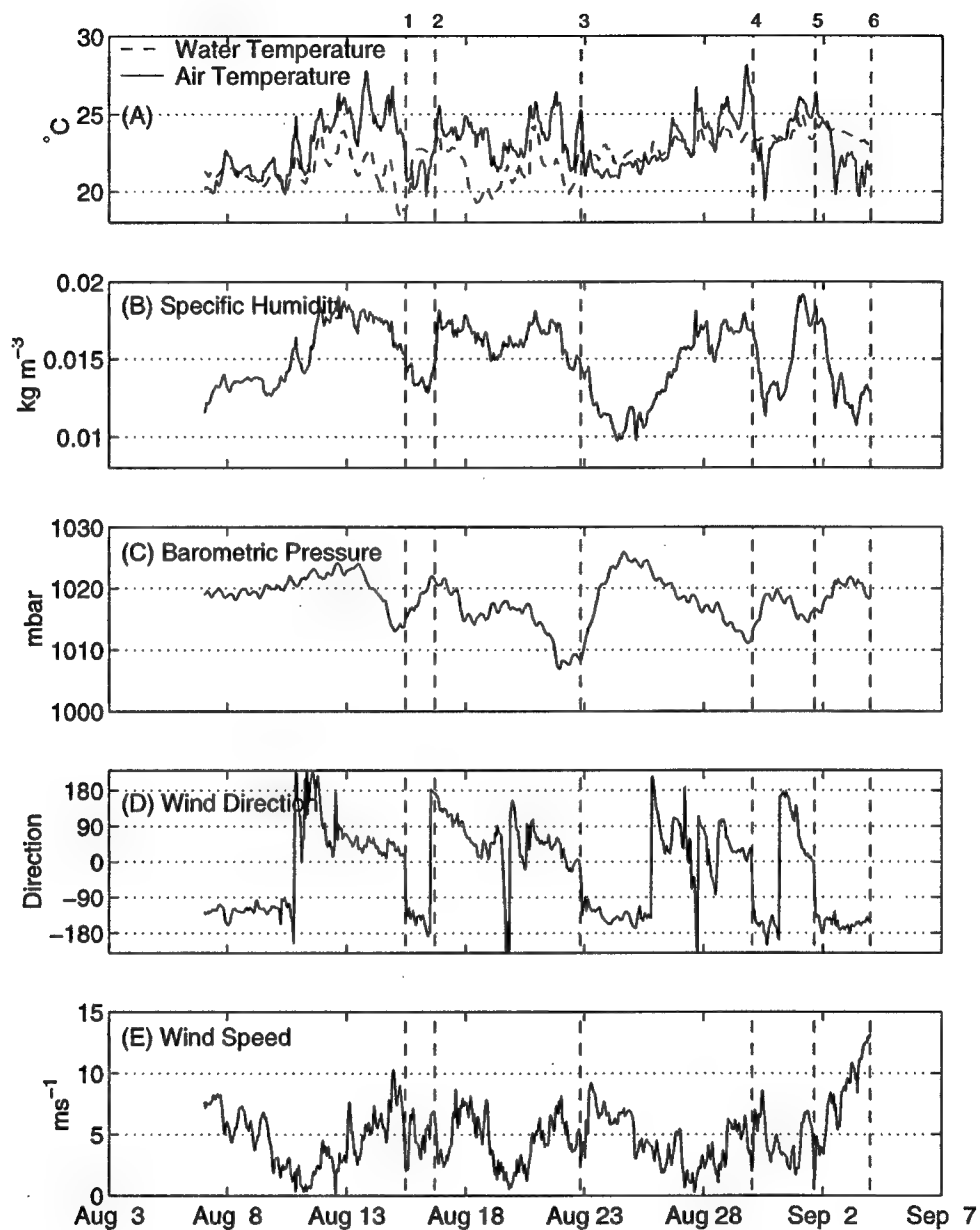 1 2 3 4 5 6
30
Water Temperature
Air Temperature
25
(A)
°C
20
0.02
(B) Specific Humidity
0.015
kg m⁻³
0.01
1030
(C) Barometric Pressure
1020
mbar
1010
1000
180
(D) Wind Direction
90
0
Direction
−90
−180
15
(E) Wind Speed
10
ms⁻¹
5
0
Aug 3 Aug 8 Aug 13 Aug 18 Aug 23 Aug 28 Sep 2 Sep 7